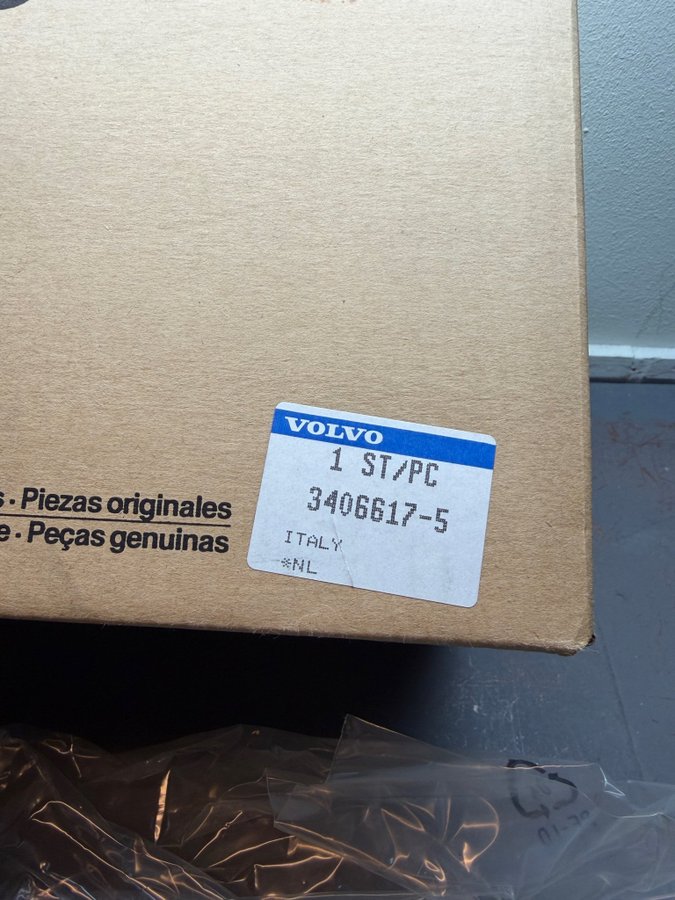 s · Piezas originales
e · Peças genuinas
VOLVO
1 ST/PC
3406617-5
ITALY
*NL